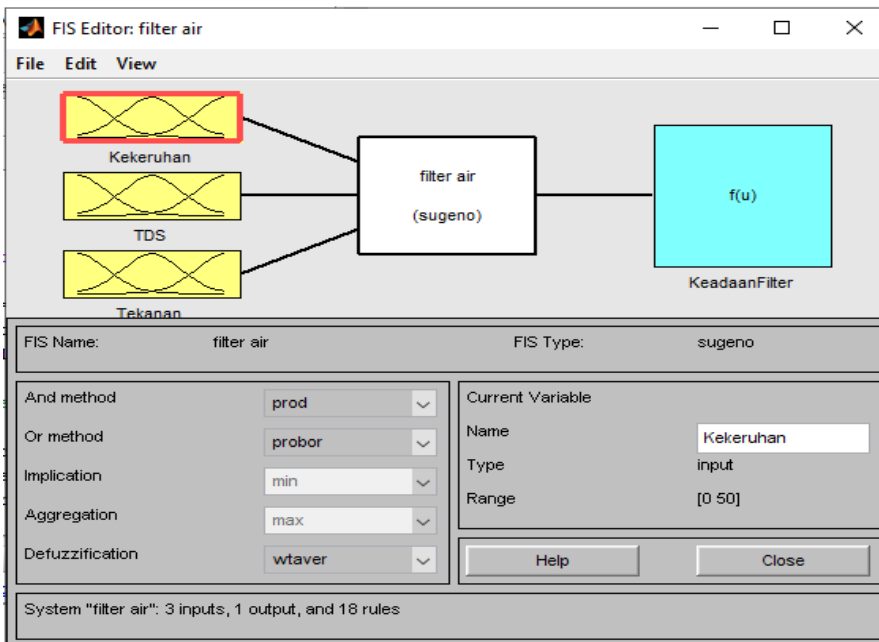 FIS Editor: filter air
File Edit View
Kekeruhan
TDS
Tekanan
filter air
(sugeno)
f(u)
KeadaanFilter
FIS Name: filter air FIS Type: sugeno
And method prod
Or method probor
Implication min
Aggregation max
Defuzzification wtaver
Current Variable
Name Kekeruhan
Type input
Range [0 50]
Help Close
System "filter air": 3 inputs, 1 output, and 18 rules